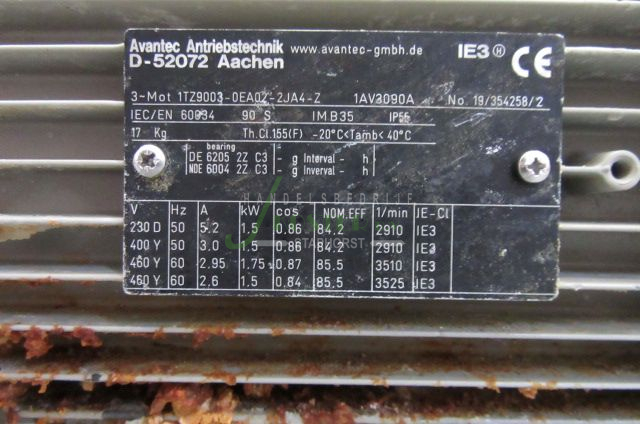 Avantec Antriebstechnik www.avantec-gmbh.de IE3 H CE
D-52072 Aachen
3~Mot 1TZ9003-0EA02-2JA4-Z 1AV3090A No. 19/354258/2
IEC/EN 60034 90 S IM B35 IP55
17 Kg Th.Cl.155(F) -20°C<Tamb<40°C
bearing
DE 6205 2Z C3 - g Interval - h
NDE 6004 2Z C3 - g Inverval - h
HANDELSBEDRIJF
V Hz A kW cos NOM.EFF 1/min IE-Cl
230 D 50 5.2 1.5 0.86 84.2 2910 IE3
400 Y 50 3.0 1.5 0.86 84.2 2910 IE3
460 Y 60 2.95 1.75 0.87 85.5 3510 IE3
460 Y 60 2.6 1.5 0.84 85.5 3525 IE3